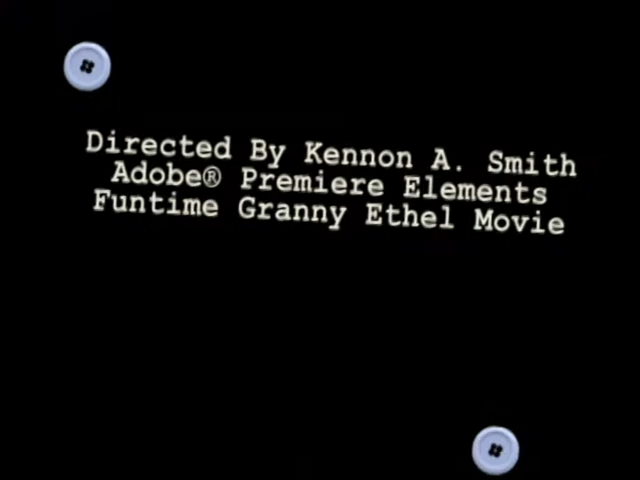 Directed By Kennon A. Smith
Adobe® Premiere Elements
Funtime Granny Ethel Movie